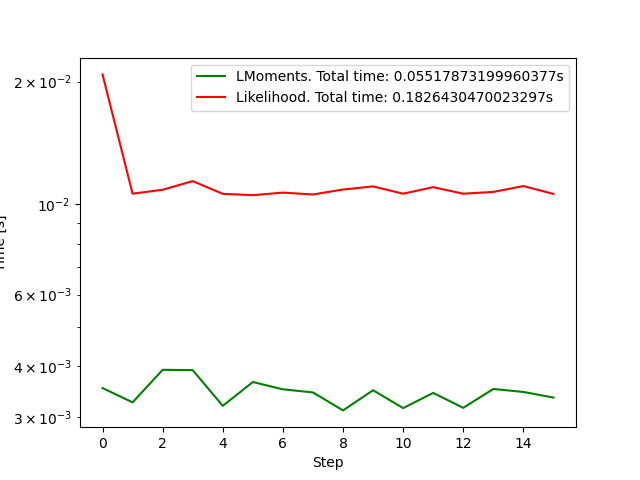 LMoments. Total time: 0.05517873199960377s
Likelihood. Total time: 0.1826430470023297s
2 × 10⁻²
10⁻²
6 × 10⁻³
4 × 10⁻³
3 × 10⁻³
[s]
0 2 4 6 8 10 12 14
Step